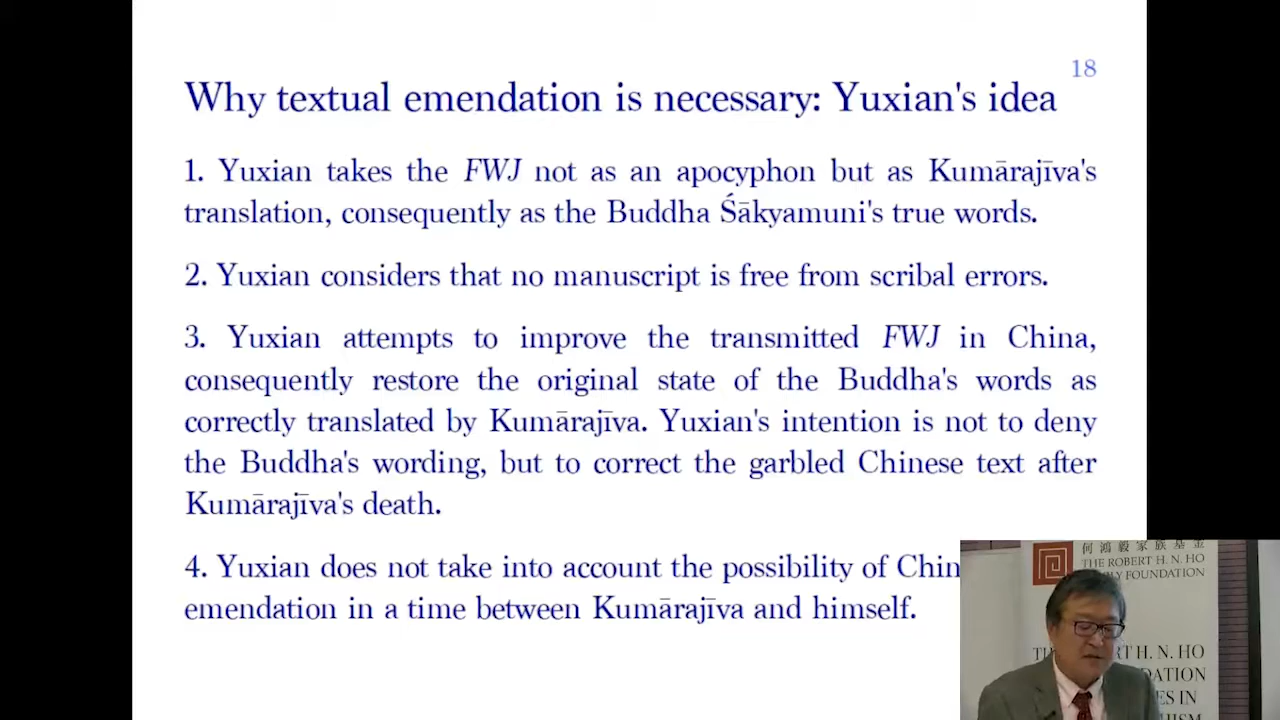 18
Why textual emendation is necessary: Yuxian's idea
1. Yuxian takes the FWJ not as an apocyphon but as Kumārajīva's
translation, consequently as the Buddha Śākyamuni's true words.
2. Yuxian considers that no manuscript is free from scribal errors.
3. Yuxian attempts to improve the transmitted FWJ in China,
consequently restore the original state of the Buddha's words as
correctly translated by Kumārajīva. Yuxian's intention is not to deny
the Buddha's wording, but to correct the garbled Chinese text after
Kumārajīva's death.
4. Yuxian does not take into account the possibility of Chin
emendation in a time between Kumārajīva and himself.
何鴻毅家族基金
THE ROBERT H. N. HO
FOUNDATION
RT H. N. HO
DATION
ES IN